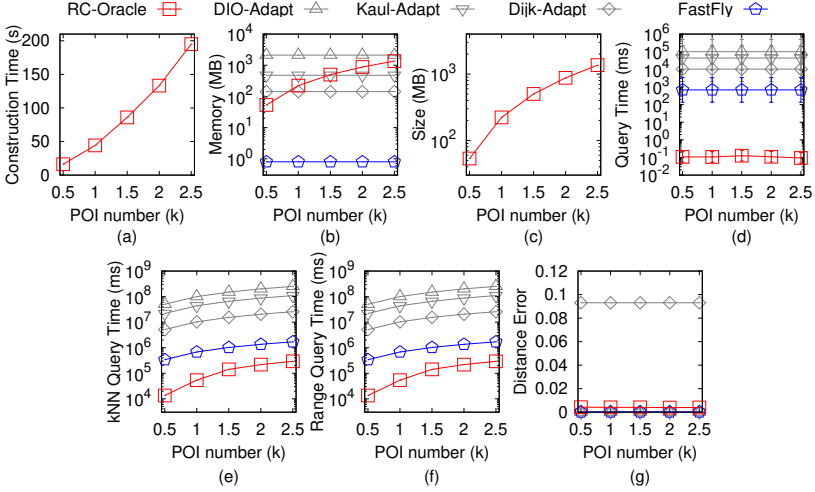 RC-Oracle DIO-Adapt Kaul-Adapt Dijk-Adapt FastFly
Construction Time (s)
200
150
100
50
0
0.5 1 1.5 2 2.5
POI number (k)
(a)
Memory (MB)
10^4
10^3
10^2
10^1
10^0
0.5 1 1.5 2 2.5
POI number (k)
(b)
Size (MB)
10^3
10^2
0.5 1 1.5 2 2.5
POI number (k)
(c)
Query Time (ms)
10^6
10^5
10^4
10^3
10^2
10^1
10^0
10^-1
10^-2
0.5 1 1.5 2 2.5
POI number (k)
(d)
kNN Query Time (ms)
10^9
10^8
10^7
10^6
10^5
10^4
0.5 1 1.5 2 2.5
POI number (k)
(e)
Range Query Time (ms)
10^9
10^8
10^7
10^6
10^5
10^4
0.5 1 1.5 2 2.5
POI number (k)
(f)
Distance Error
0.12
0.1
0.08
0.06
0.04
0.02
0
0.5 1 1.5 2 2.5
POI number (k)
(g)